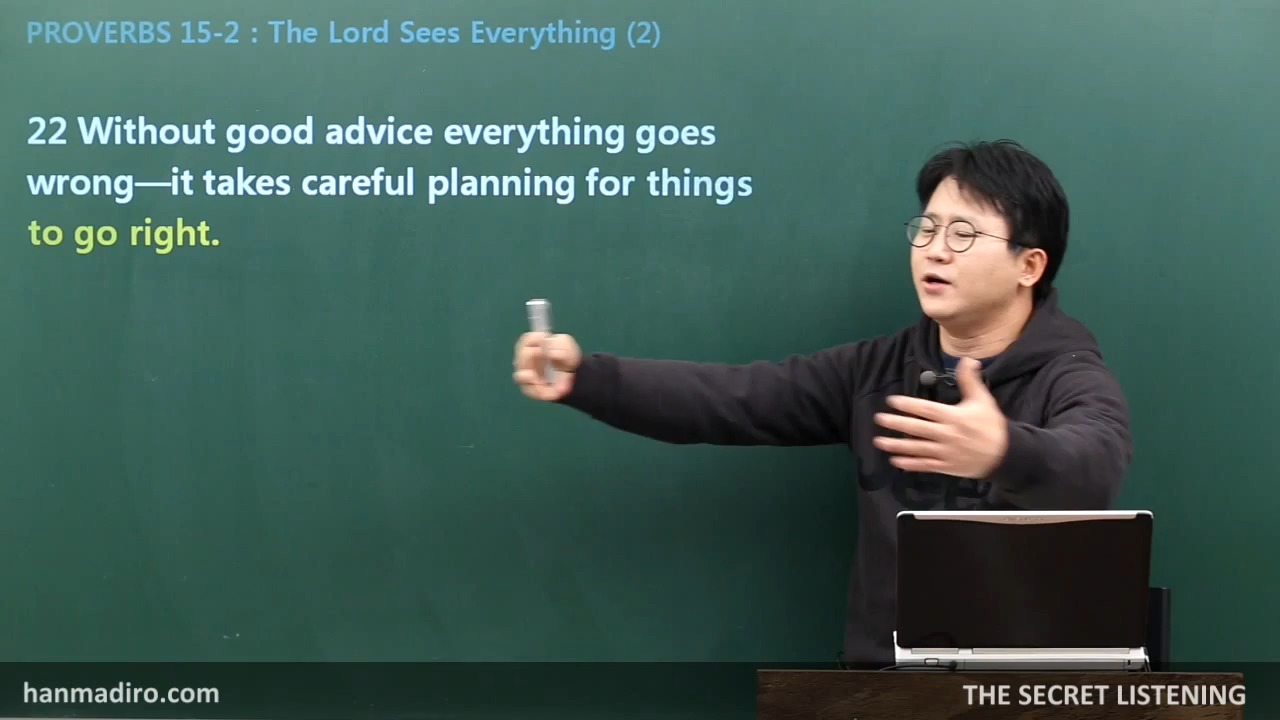 PROVERBS 15-2 : The Lord Sees Everything (2)
22 Without good advice everything goes
wrong—it takes careful planning for things
to go right.
hanmadiro.com
THE SECRET LISTENING